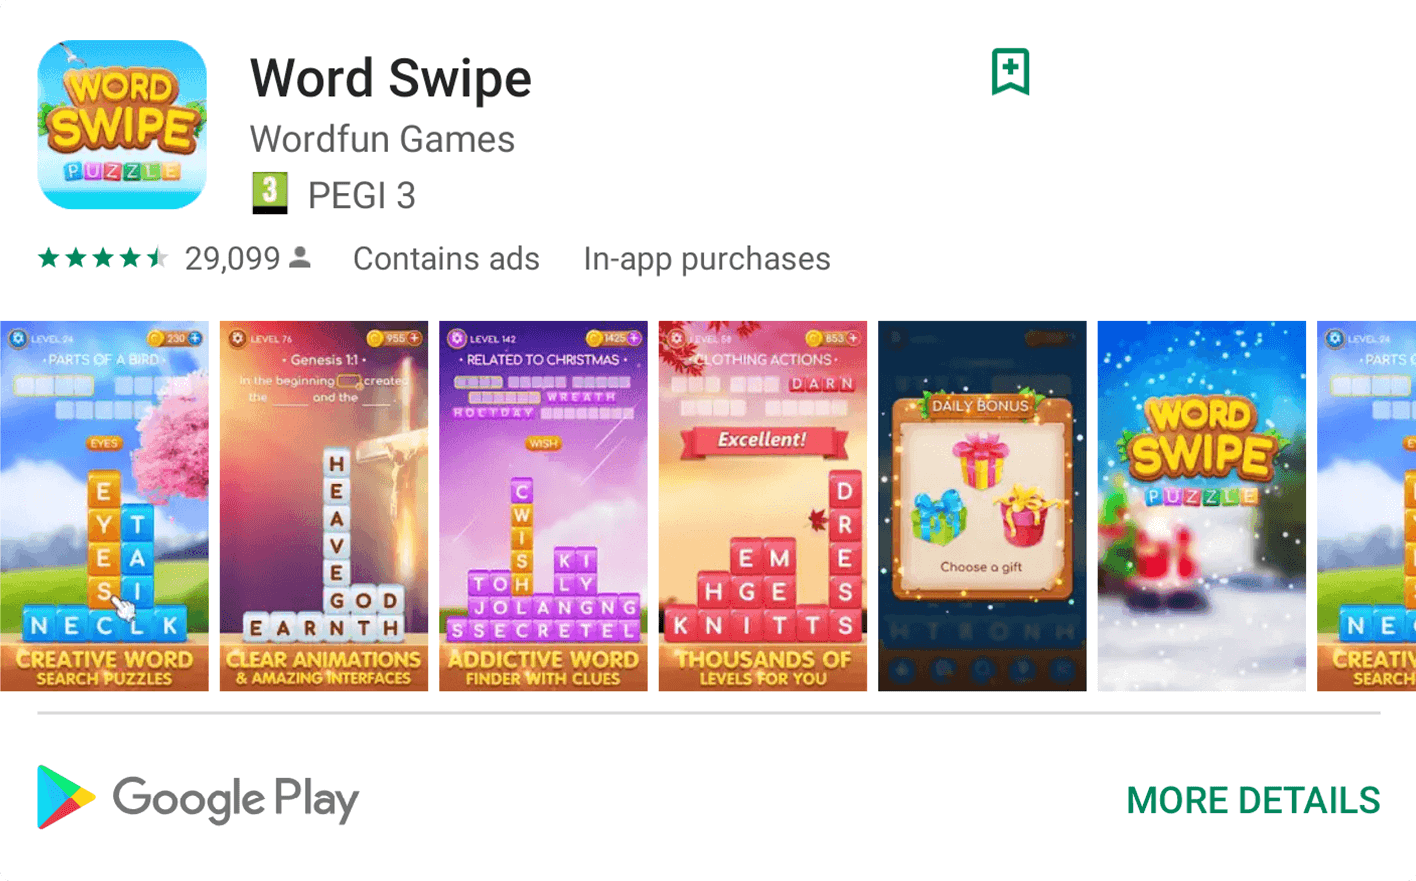 WORD
SWIPE
PUZZLE
Word Swipe
Wordfun Games
3 PEGI 3
29,099 Contains ads In-app purchases
LEVEL 24 230 +
·PARTS OF A BIRD·
EYES
E
Y T
E A
S I
N E C L K
CREATIVE WORD
SEARCH PUZZLES
LEVEL 76 955 +
· Genesis 1:1 ·
In the beginning created
the ______ and the ____.
H
E
A
V
E
G O D
E A R N T H
CLEAR ANIMATIONS
& AMAZING INTERFACES
LEVEL 142 1425 +
· RELATED TO CHRISTMAS ·
WREATH
HOLIDAY
WISH
C
W
I K T
S L Y
T O H
J O L A N G N G
S S E C R E T E L
ADDICTIVE WORD
FINDER WITH CLUES
LEVEL 58 853 +
CLOTHING ACTIONS·
DARN
Excellent!
D
R
E M E
H G E S
K N I T T S
THOUSANDS OF
LEVELS FOR YOU
DAILY BONUS
Choose a gift
WORD
SWIPE
PUZZLE
LEVEL 24
·PARTS
N E
CREATIV
SEARCH
Google Play
MORE DETAILS